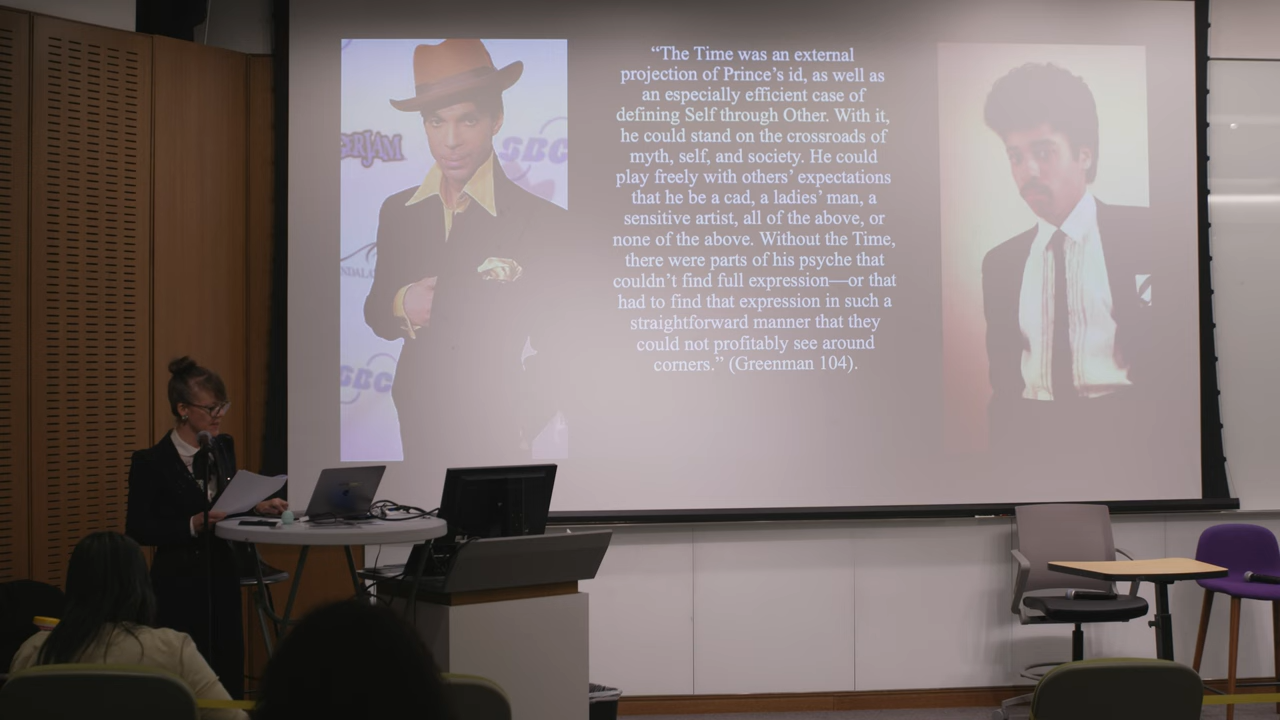 "The Time was an external
projection of Prince's id, as well as
an especially efficient case of
defining Self through Other. With it,
he could stand on the crossroads of
myth, self, and society. He could
play freely with others' expectations
that he be a cad, a ladies' man, a
sensitive artist, all of the above, or
none of the above. Without the Time,
there were parts of his psyche that
couldn't find full expression—or that
had to find that expression in such a
straightforward manner that they
could not profitably see around
corners." (Greenman 104).
SBC
SBC